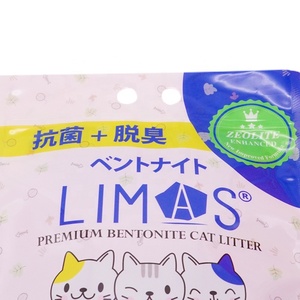 ZEOLITE
ENHANCED
抗菌 + 脱臭
ベントナイト
LIMAS®
PREMIUM BENTONITE CAT LITTER